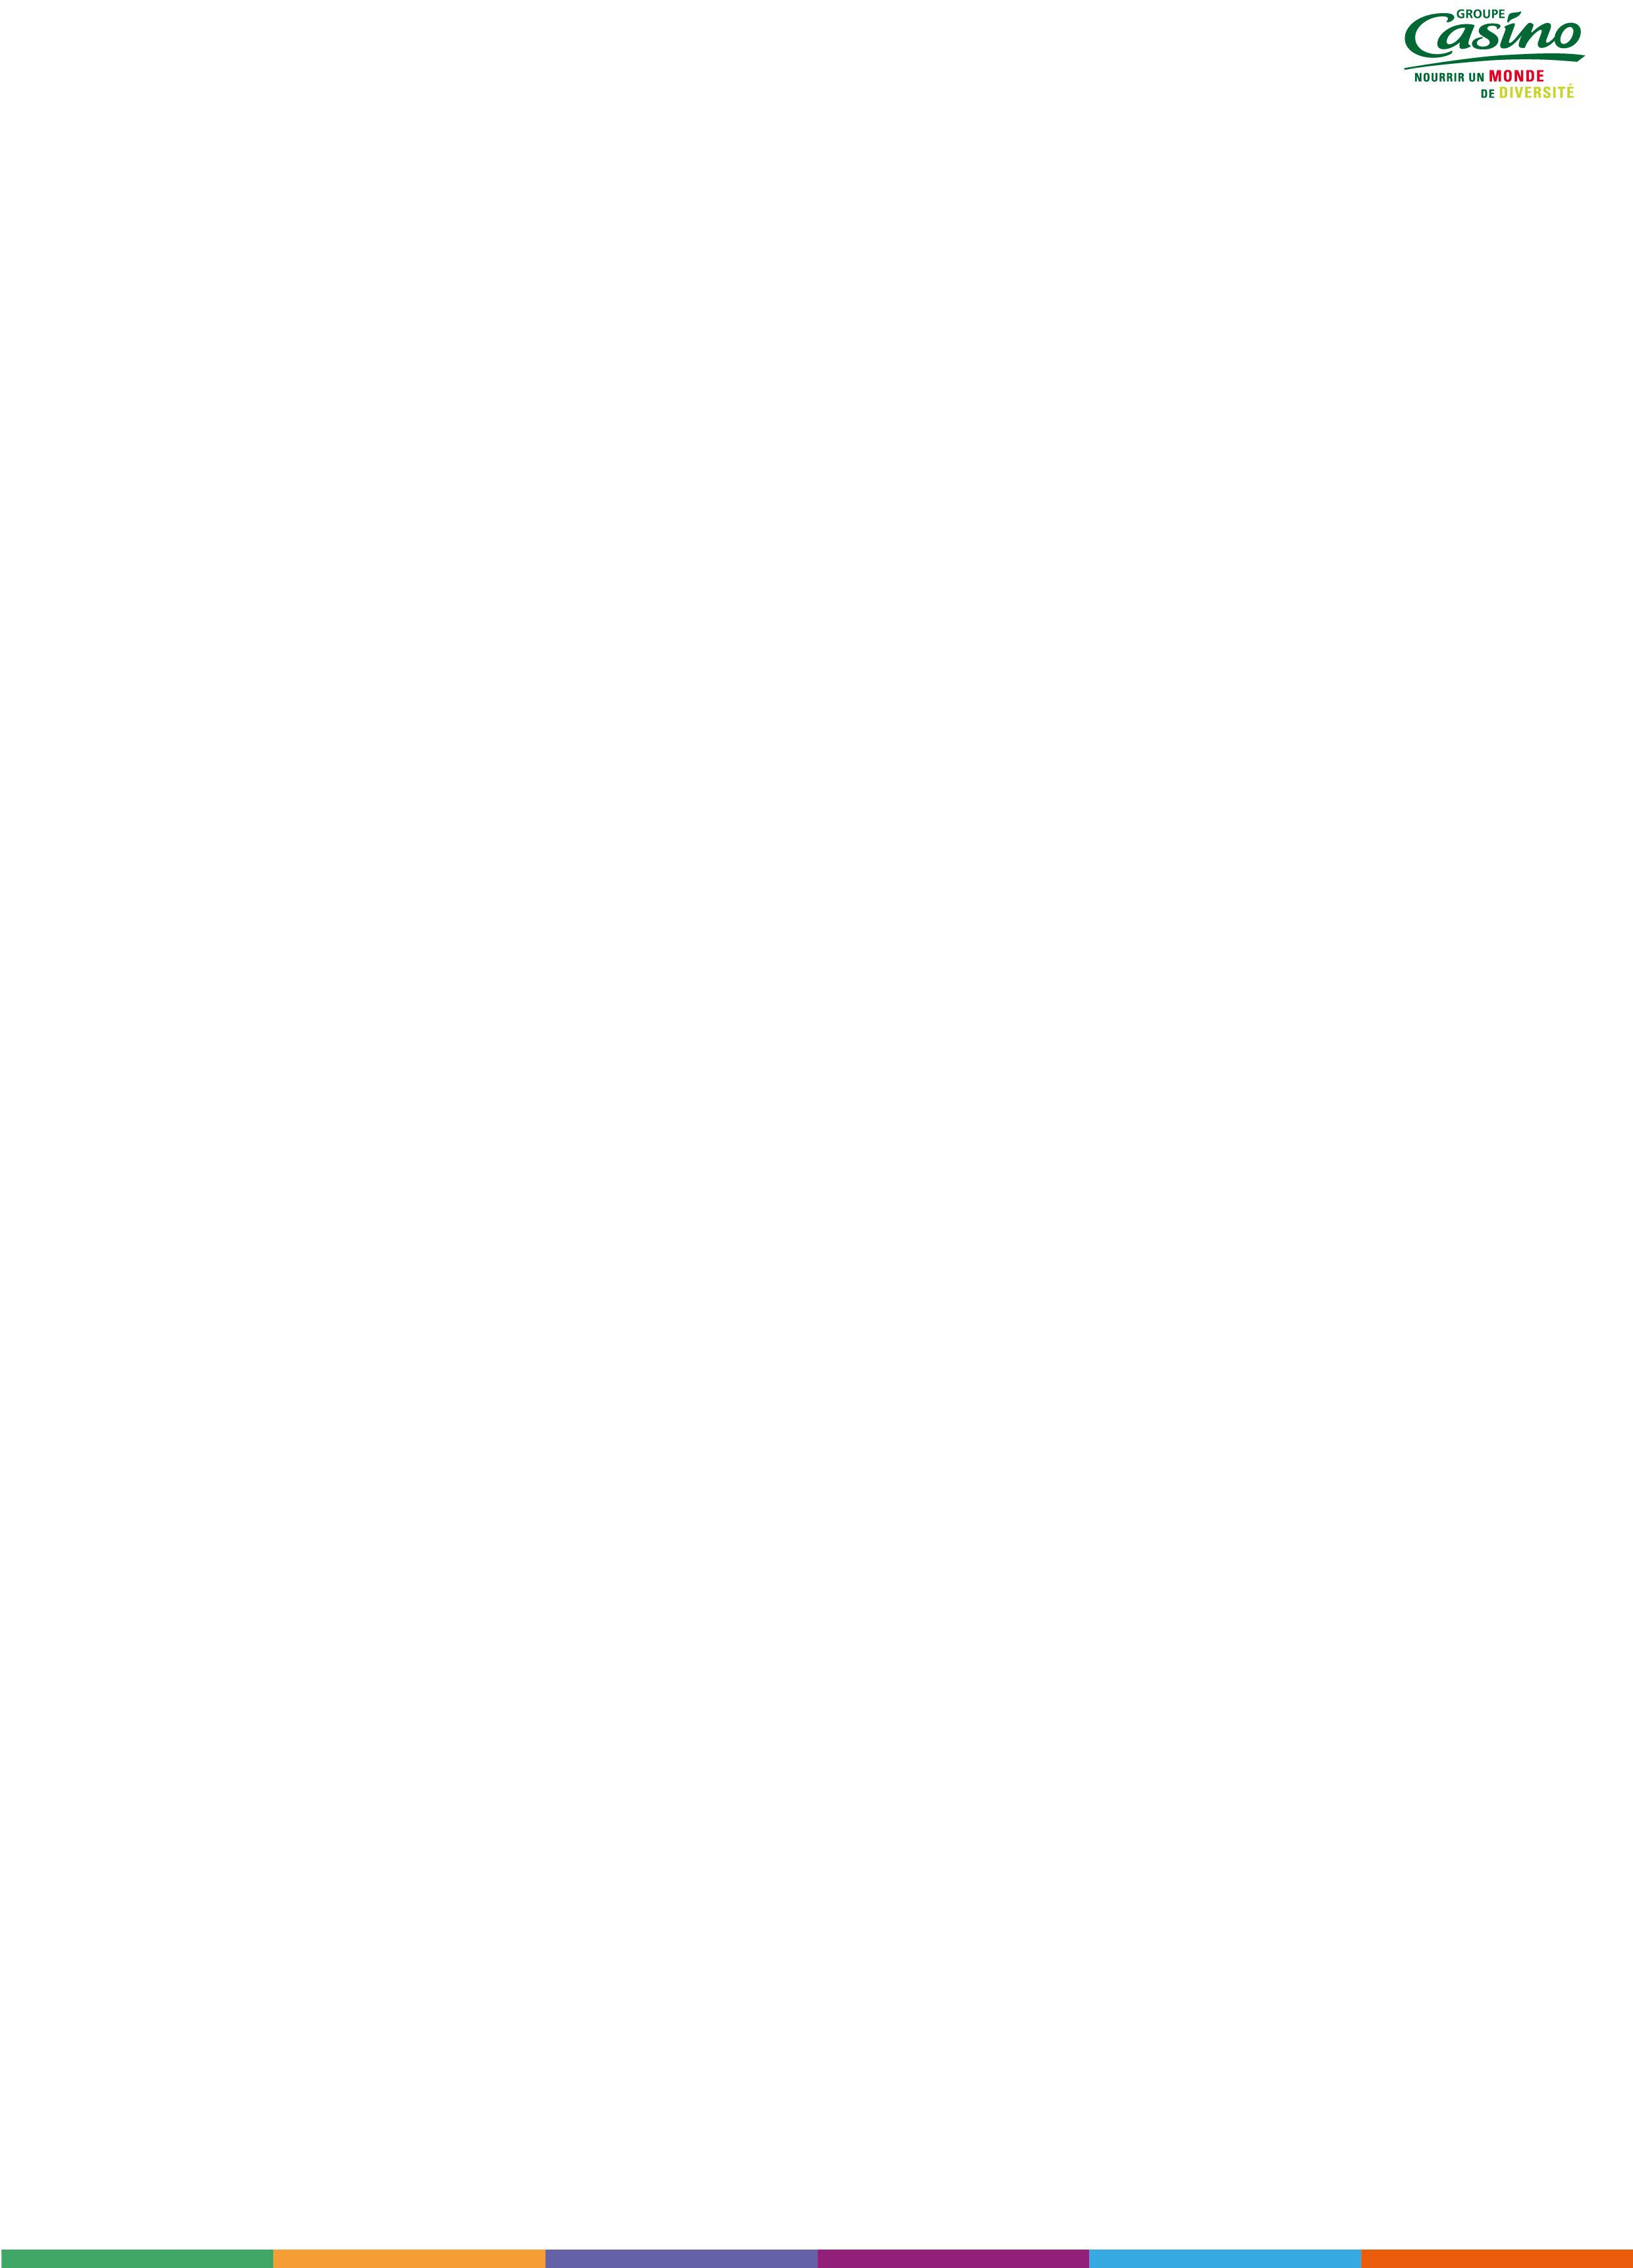 GROUPE
Casino
NOURRIR UN MONDE
DE DIVERSITÉ